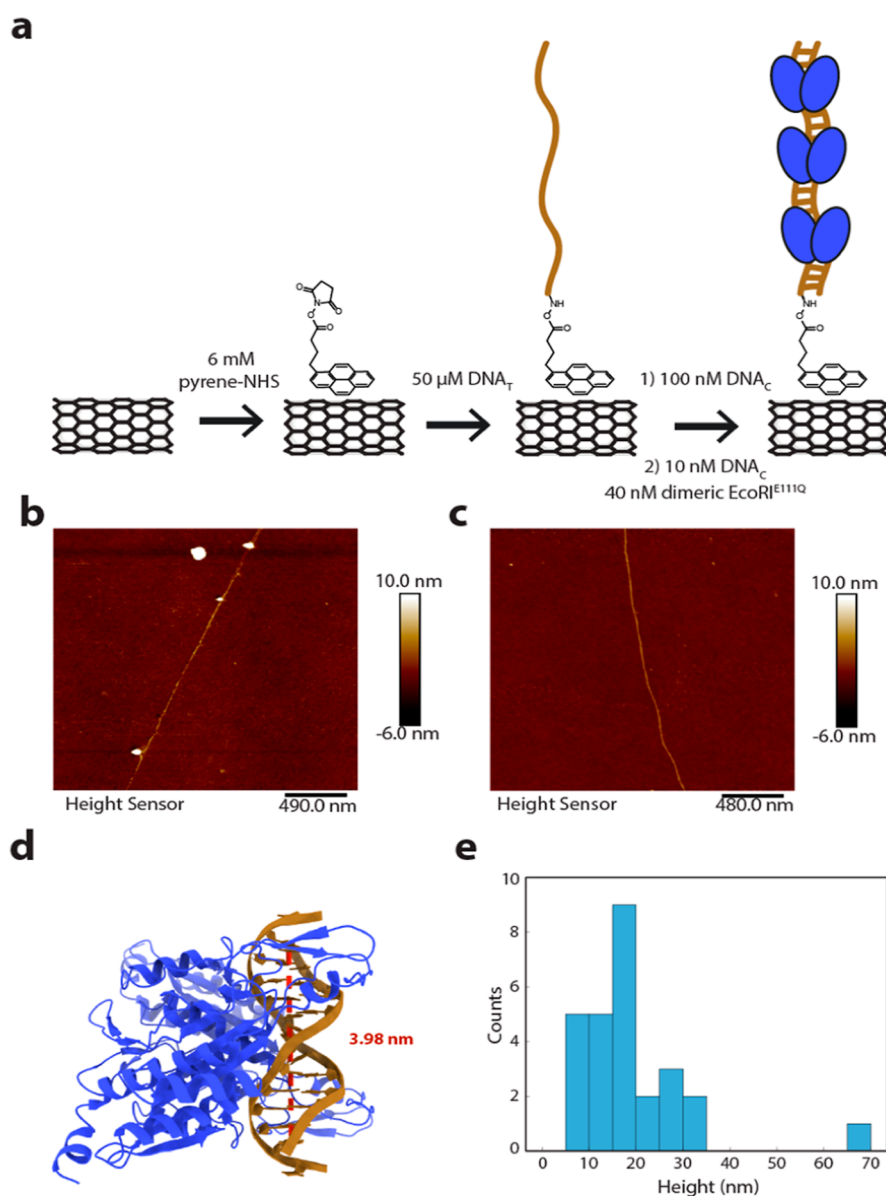 a
O
N
O
O
O
6 mM
pyrene-NHS
50 μM DNA_T
NH
O
O
1) 100 nM DNA_C
2) 10 nM DNA_C
40 nM dimeric EcoRI^E111Q
NH
O
O
b
10.0 nm
-6.0 nm
Height Sensor
490.0 nm
c
10.0 nm
-6.0 nm
Height Sensor
480.0 nm
d
3.98 nm
e
10
8
6
4
2
0
Counts
0 10 20 30 40 50 60 70
Height (nm)